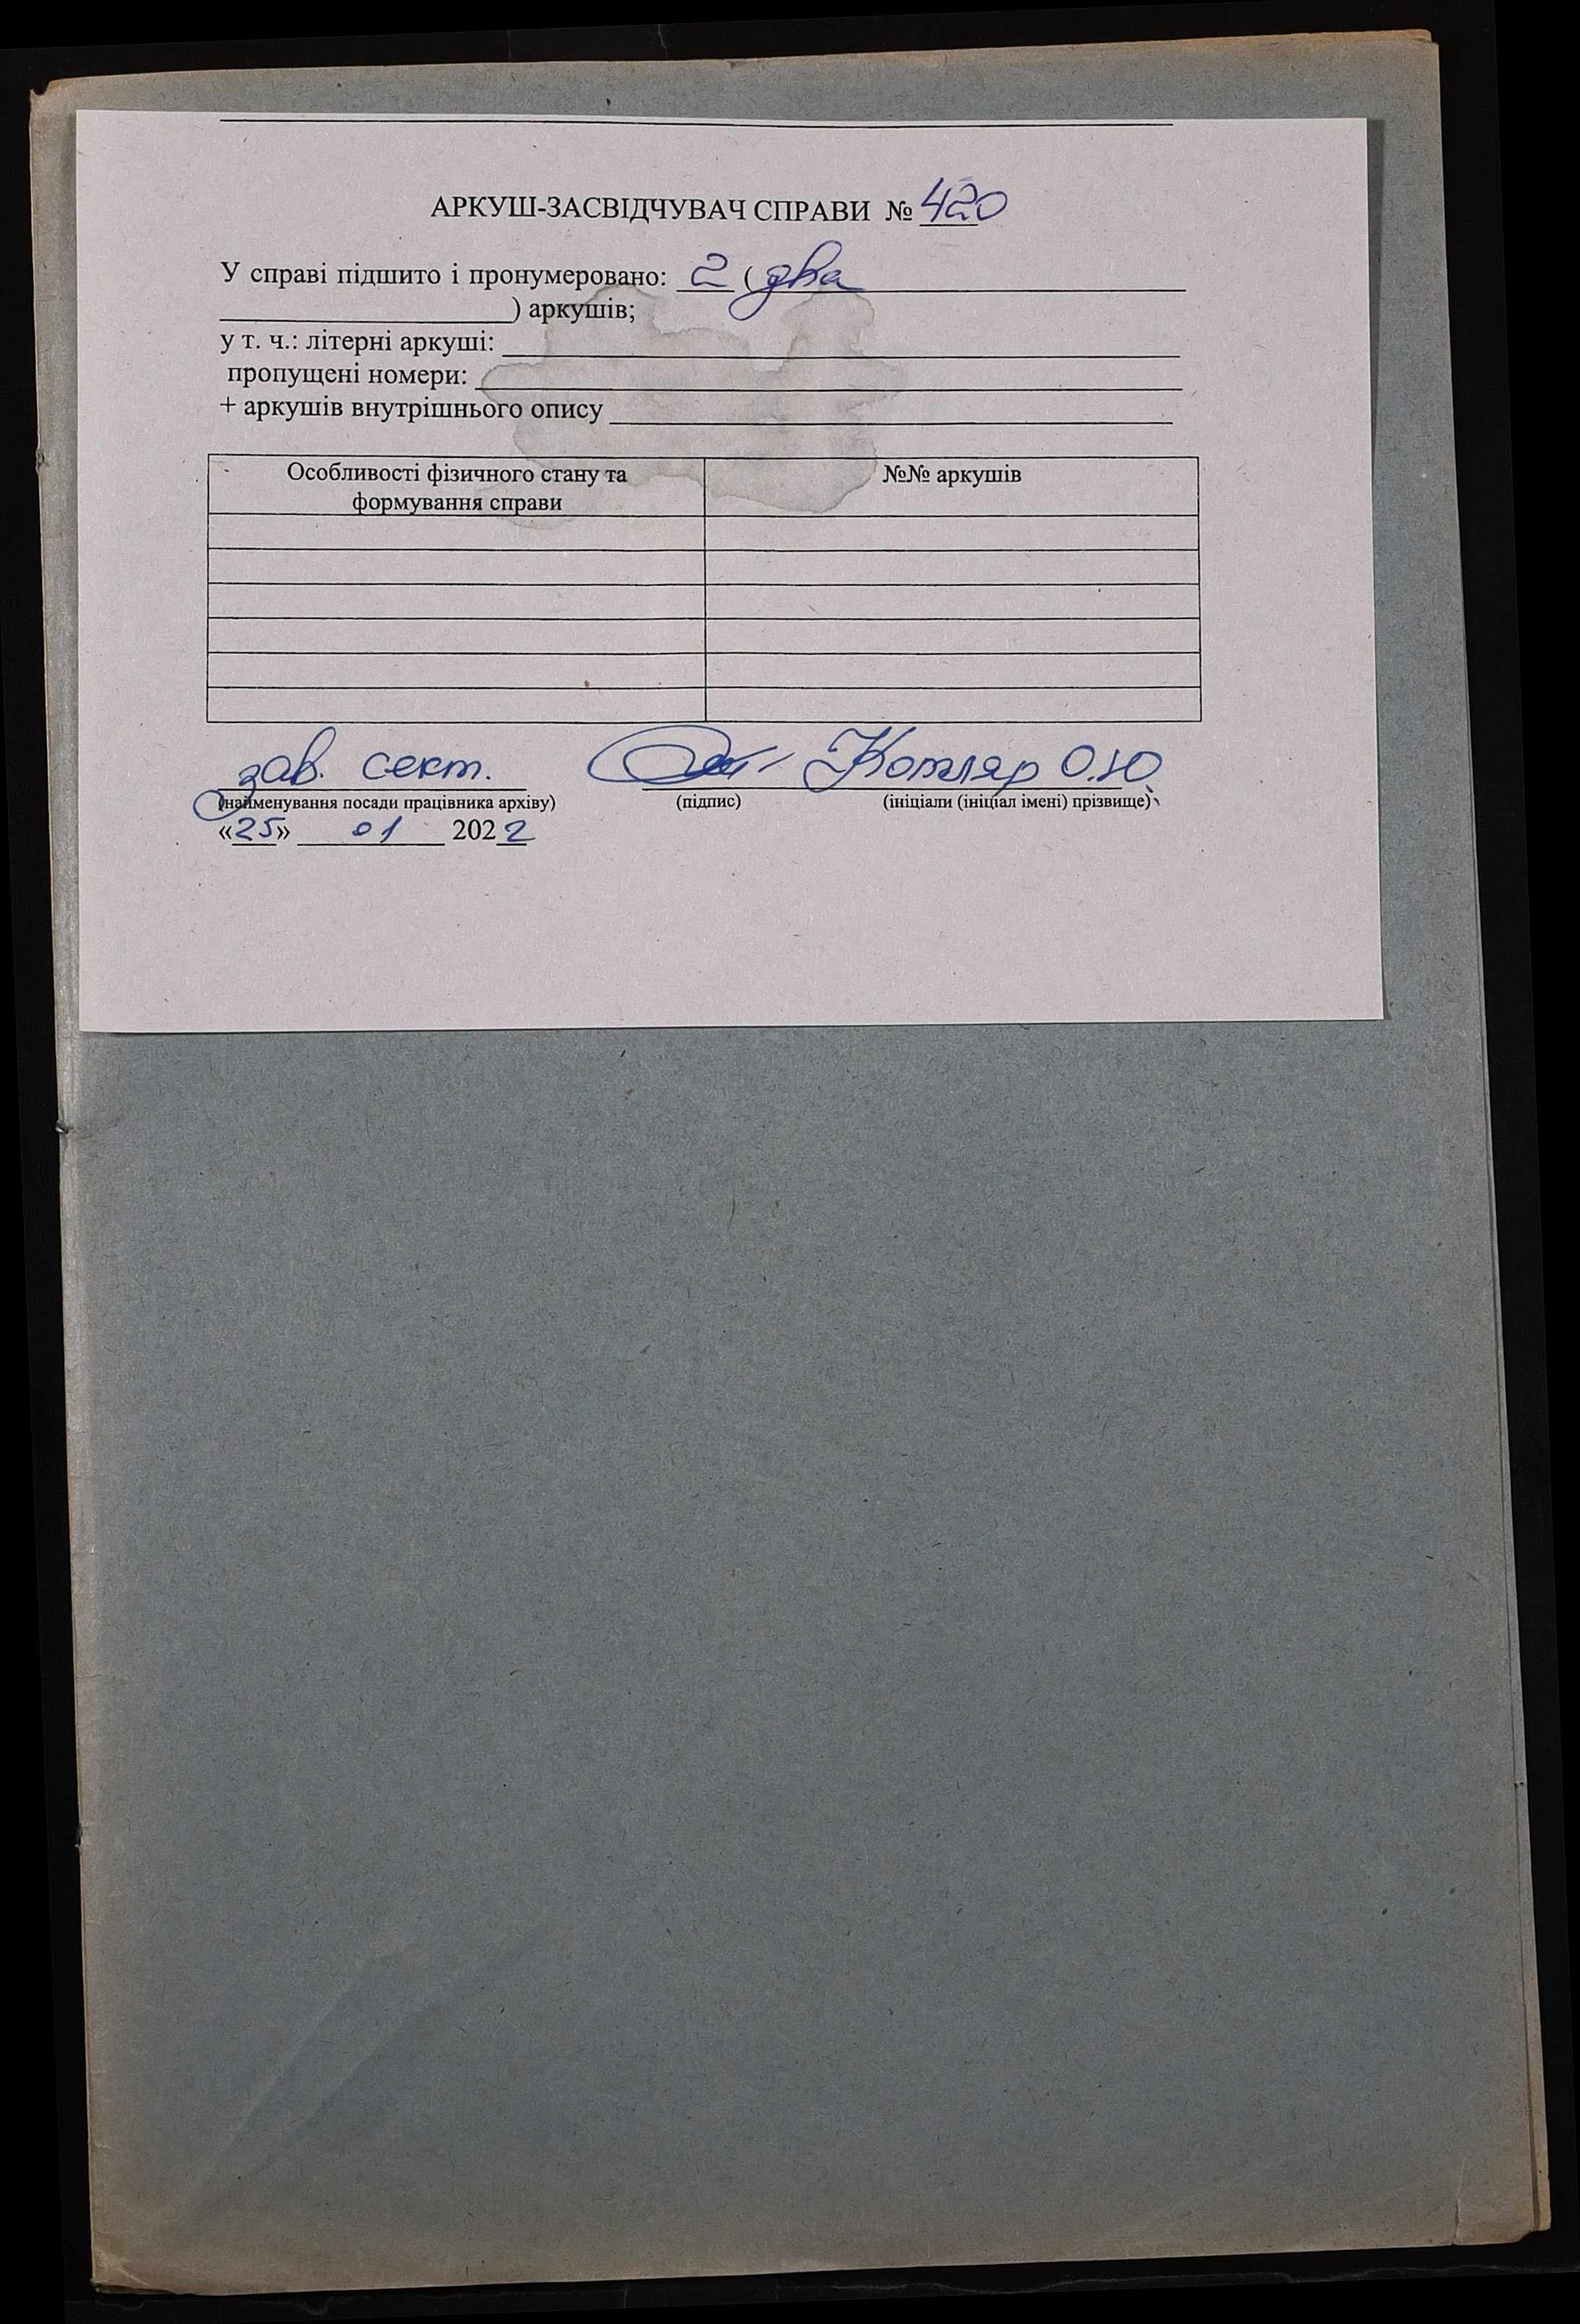 АРКУШ-ЗАСВІДЧУВАЧ СПРАВИ № 420
У справі підшито і пронумеровано: 2 (два
) аркушів;
у т. ч.: літерні аркуші:
пропущені номери:
+ аркушів внутрішнього опису
Особливості фізичного стану та формування справи
№№ аркушів
зав. сект. Котляр О.Ю.
(найменування посади працівника архіву) (підпис) (ініціали (ініціал імені) прізвище)
«25» 01 2022